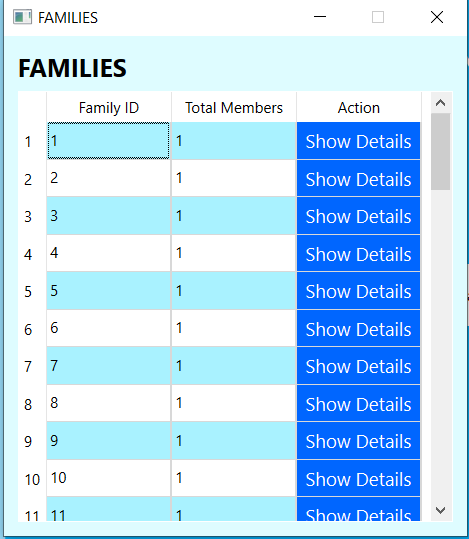 FAMILIES
FAMILIES
Family ID Total Members Action
1 1 1 Show Details
2 2 1 Show Details
3 3 1 Show Details
4 4 1 Show Details
5 5 1 Show Details
6 6 1 Show Details
7 7 1 Show Details
8 8 1 Show Details
9 9 1 Show Details
10 10 1 Show Details
11 11 1 Show Details